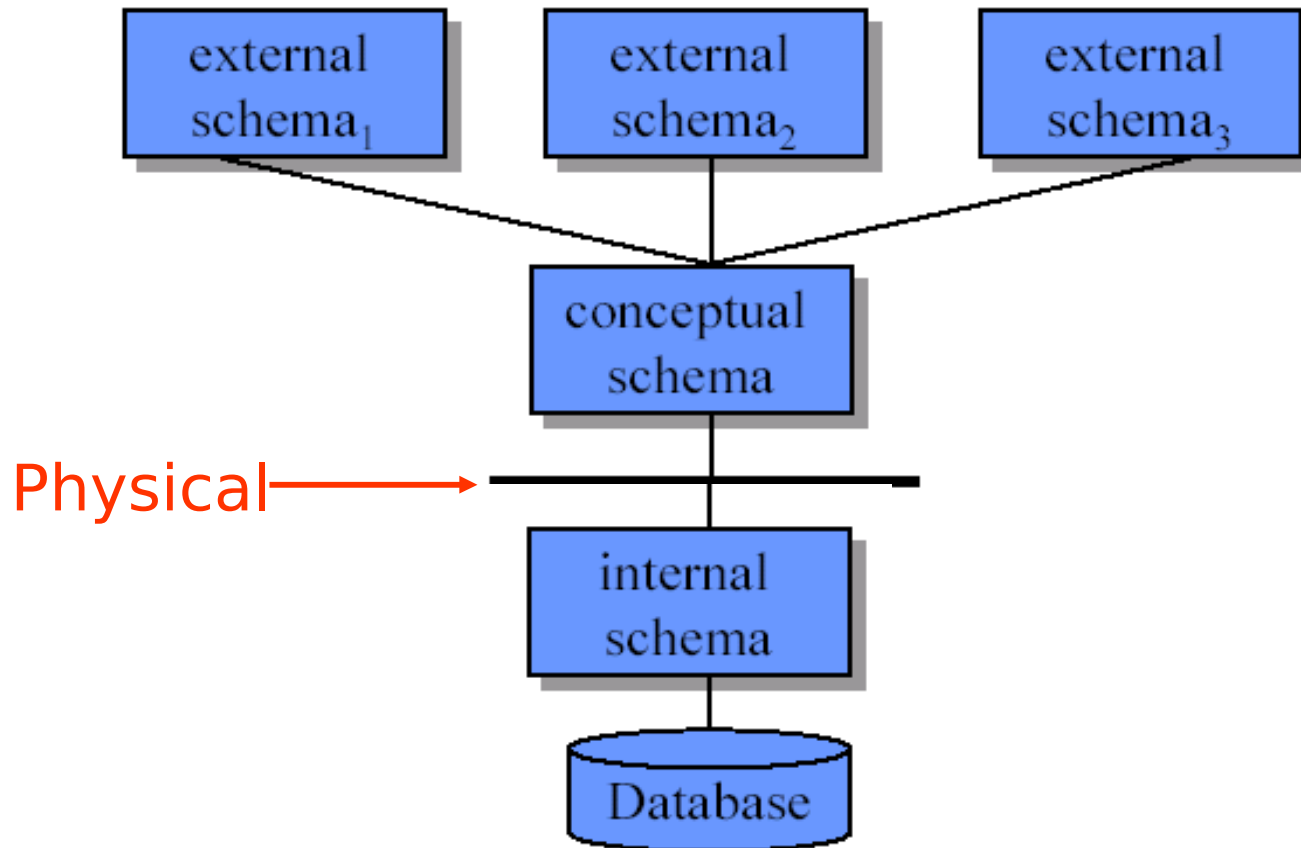 external
schema₁
external
schema₂
external
schema₃
conceptual
schema
Physical
internal
schema
Database